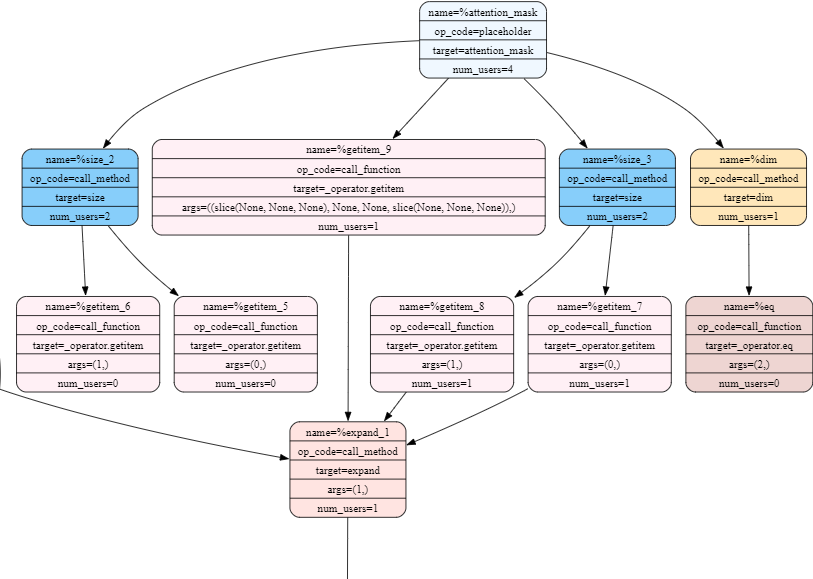 name=%attention_mask
op_code=placeholder
target=attention_mask
num_users=4
name=%size_2
op_code=call_method
target=size
num_users=2
name=%getitem_9
op_code=call_function
target=_operator.getitem
args=((slice(None, None, None), None, None, slice(None, None, None)),)
num_users=1
name=%size_3
op_code=call_method
target=size
num_users=2
name=%dim
op_code=call_method
target=dim
num_users=1
name=%getitem_6
op_code=call_function
target=_operator.getitem
args=(1,)
num_users=0
name=%getitem_5
op_code=call_function
target=_operator.getitem
args=(0,)
num_users=0
name=%getitem_8
op_code=call_function
target=_operator.getitem
args=(1,)
num_users=1
name=%getitem_7
op_code=call_function
target=_operator.getitem
args=(0,)
num_users=1
name=%eq
op_code=call_function
target=_operator.eq
args=(2,)
num_users=0
name=%expand_1
op_code=call_method
target=expand
args=(1,)
num_users=1